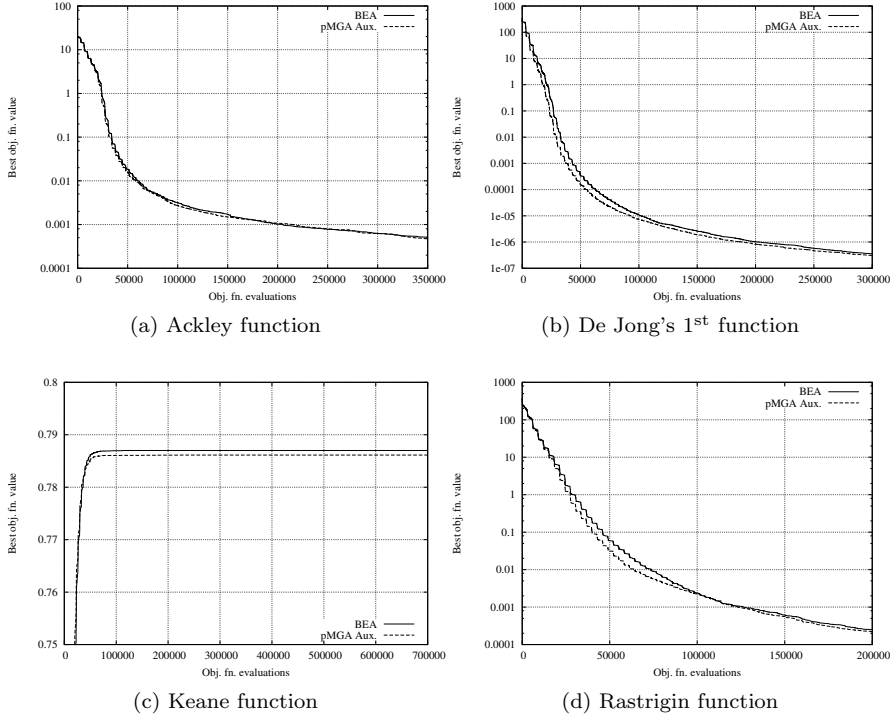 100
10
1
0.1
0.01
0.001
0.0001
Best obj. fn. value
0 50000 100000 150000 200000 250000 300000 350000
Obj. fn. evaluations
BEA
pMGA Aux.
(a) Ackley function
1000
100
10
1
0.1
0.01
0.001
0.0001
1e-05
1e-06
1e-07
Best obj. fn. value
0 50000 100000 150000 200000 250000 300000
Obj. fn. evaluations
BEA
pMGA Aux.
(b) De Jong's 1st function
0.8
0.79
0.78
0.77
0.76
0.75
Best obj. fn. value
0 100000 200000 300000 400000 500000 600000 700000
Obj. fn. evaluations
BEA
pMGA Aux.
(c) Keane function
1000
100
10
1
0.1
0.01
0.001
0.0001
Best obj. fn. value
0 50000 100000 150000 200000
Obj. fn. evaluations
BEA
pMGA Aux.
(d) Rastrigin function